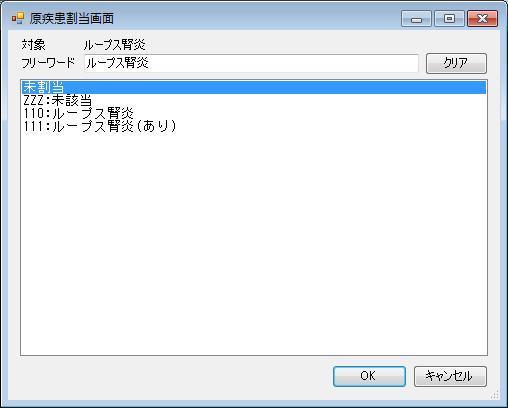 原疾患割当画面
対象 ループス腎炎
フリーワード ループス腎炎 クリア
未割当
ZZZ:未該当
110:ループス腎炎
111:ループス腎炎(あり)
OK キャンセル